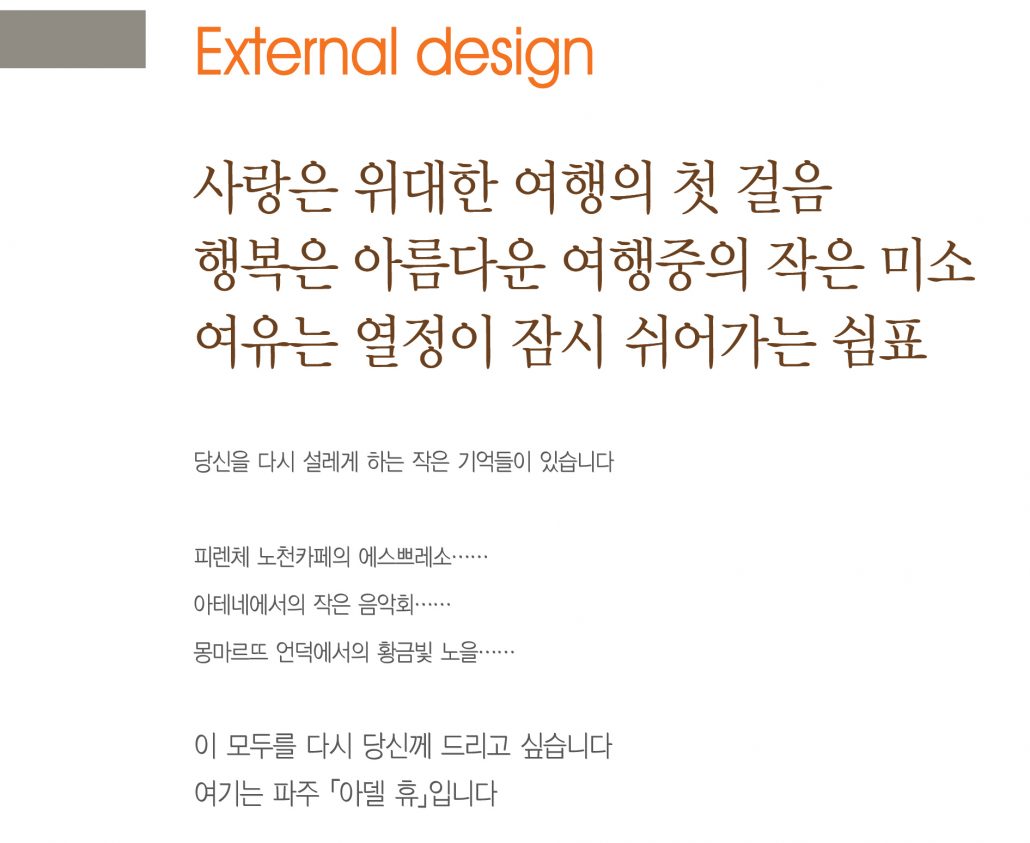 External design
사랑은 위대한 여행의 첫 걸음
행복은 아름다운 여행중의 작은 미소
여유는 열정이 잠시 쉬어가는 쉼표
당신을 다시 설레게 하는 작은 기억들이 있습니다
피렌체 노천카페의 에스쁘레소……
아테네에서의 작은 음악회……
몽마르뜨 언덕에서의 황금빛 노을……
이 모두를 다시 당신께 드리고 싶습니다
여기는 파주 「아델 휴」입니다